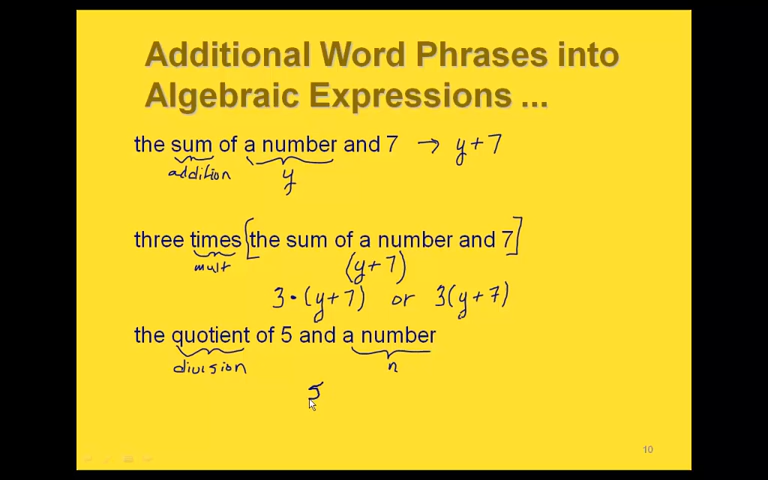 Additional Word Phrases into
Algebraic Expressions ...
the sum of a number and 7 → y + 7
addition y
three times [the sum of a number and 7]
mult (y + 7)
3 · (y + 7) or 3(y + 7)
the quotient of 5 and a number
division n
5
10